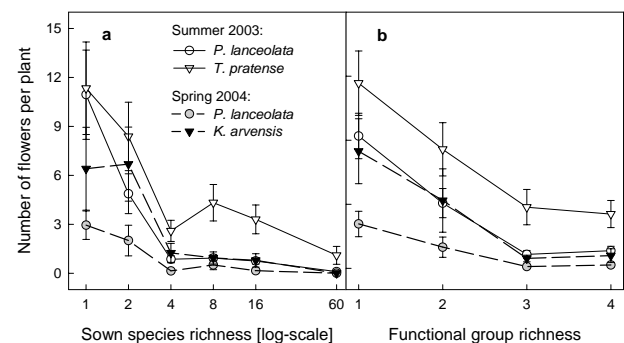 a
b
Summer 2003:
P. lanceolata
T. pratense
Spring 2004:
P. lanceolata
K. arvensis
Number of flowers per plant
15
12
9
6
3
0
1 2 4 8 16 60
1 2 3 4
Sown species richness [log-scale]
Functional group richness